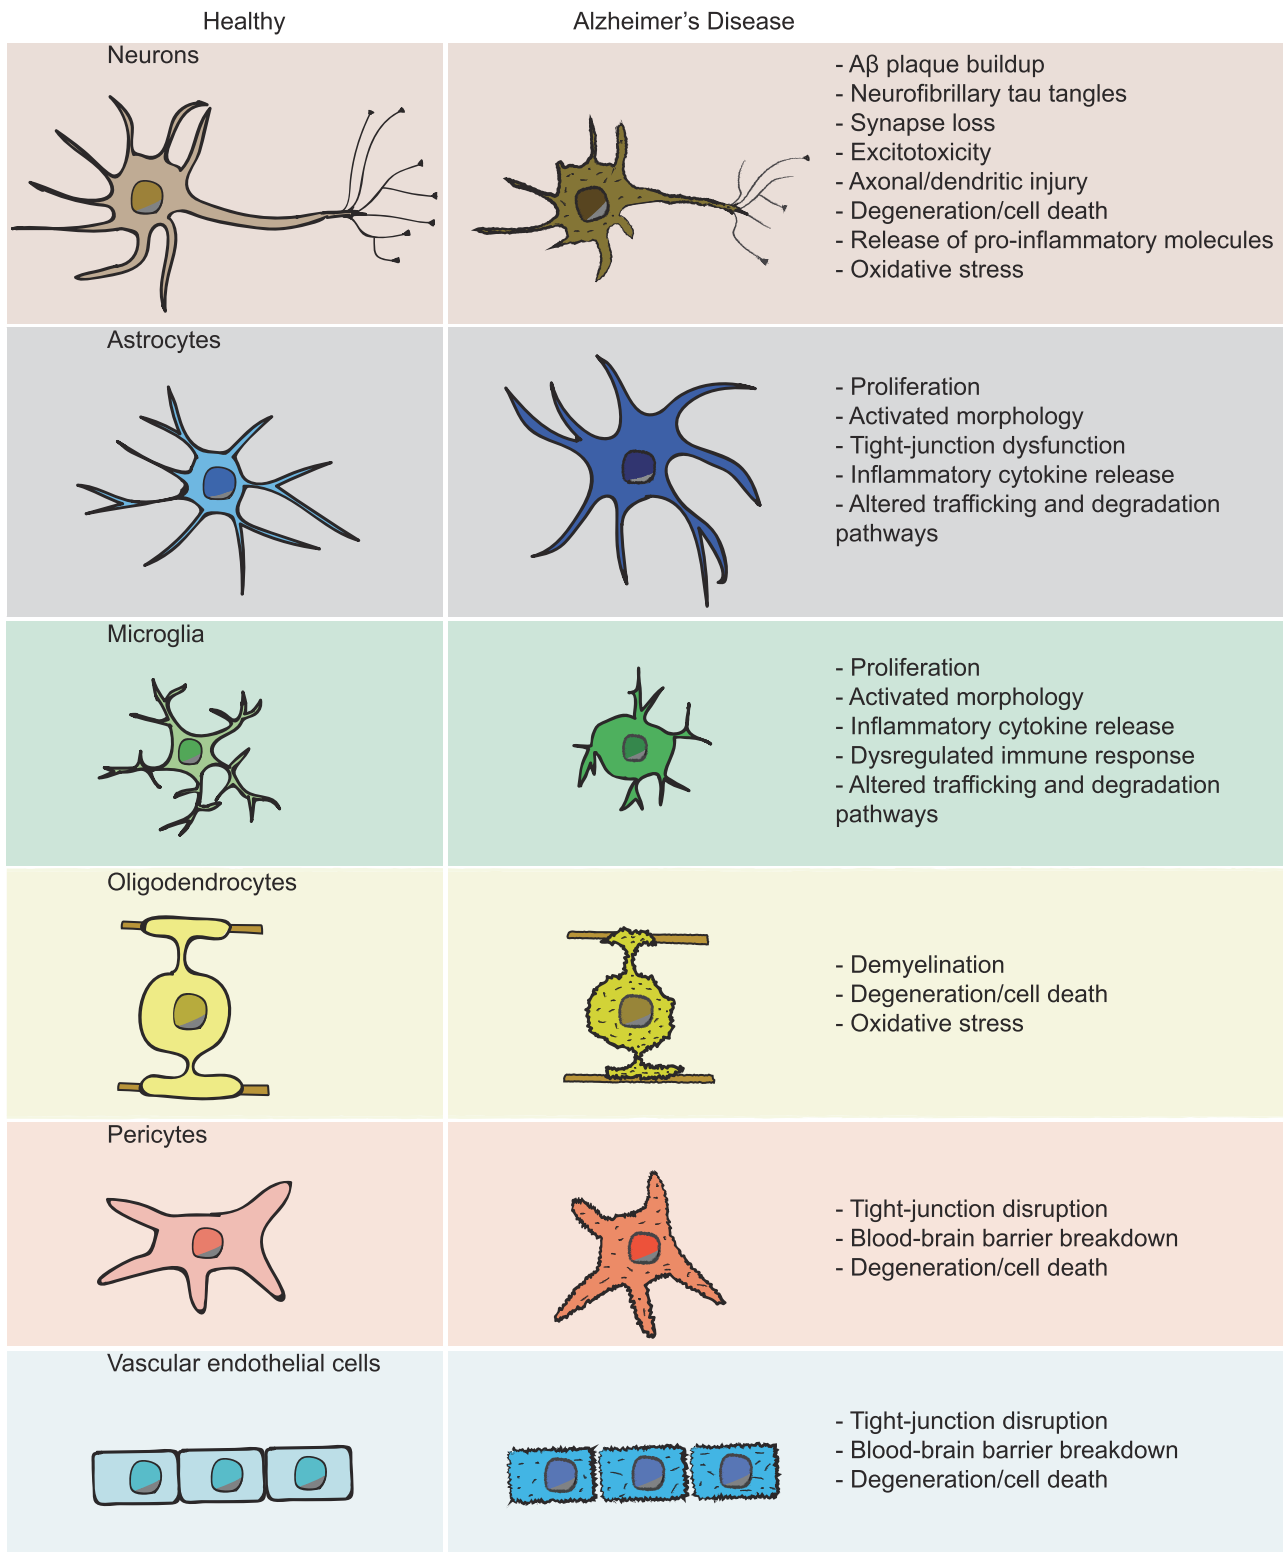 Healthy
Alzheimer’s Disease
Neurons
- Aβ plaque buildup
- Neurofibrillary tau tangles
- Synapse loss
- Excitotoxicity
- Axonal/dendritic injury
- Degeneration/cell death
- Release of pro-inflammatory molecules
- Oxidative stress
Astrocytes
- Proliferation
- Activated morphology
- Tight-junction dysfunction
- Inflammatory cytokine release
- Altered trafficking and degradation
pathways
Microglia
- Proliferation
- Activated morphology
- Inflammatory cytokine release
- Dysregulated immune response
- Altered trafficking and degradation
pathways
Oligodendrocytes
- Demyelination
- Degeneration/cell death
- Oxidative stress
Pericytes
- Tight-junction disruption
- Blood-brain barrier breakdown
- Degeneration/cell death
Vascular endothelial cells
- Tight-junction disruption
- Blood-brain barrier breakdown
- Degeneration/cell death